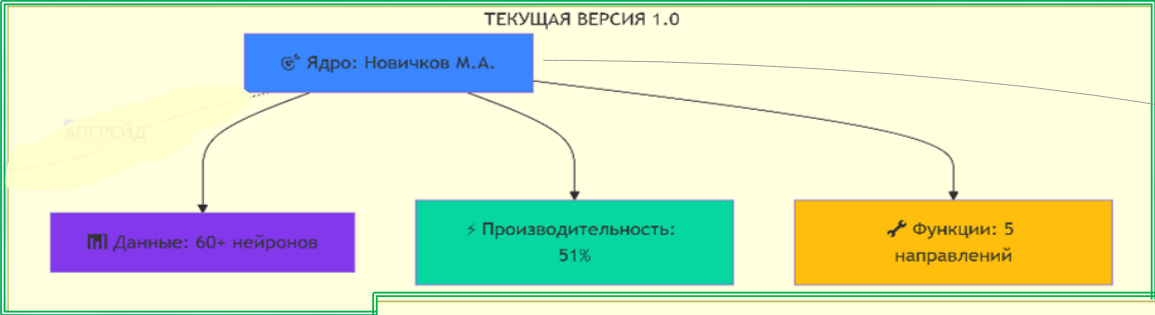 ТЕКУЩАЯ ВЕРСИЯ 1.0
Ядро: Новичков М.А.
АПГРЕЙД
Данные: 60+ нейронов
Производительность:
51%
Функции: 5
направлений